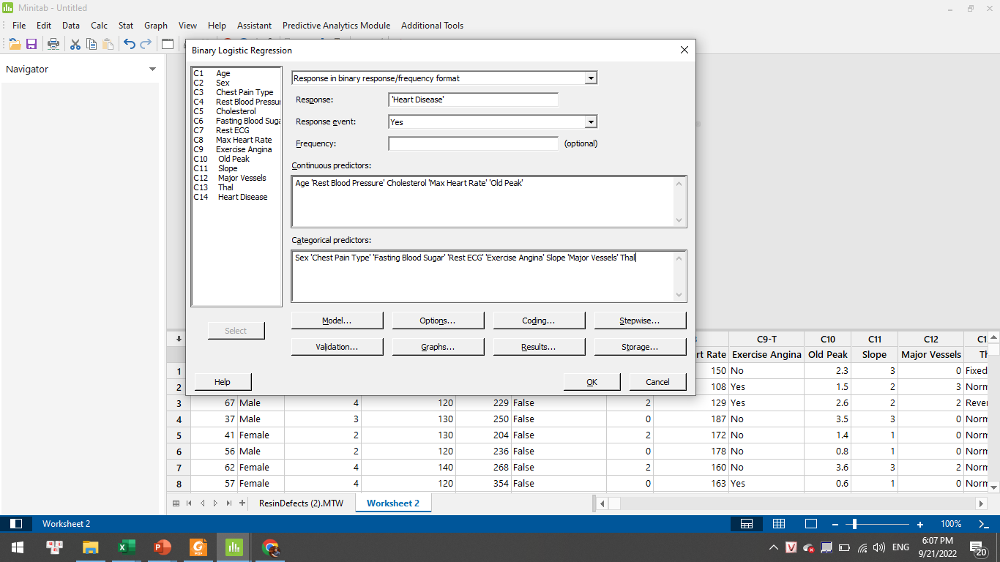 Minitab - Untitled
File Edit Data Calc Stat Graph View Help Assistant Predictive Analytics Module Additional Tools
Navigator
Binary Logistic Regression
C1 Age
C2 Sex
C3 Chest Pain Type
C4 Rest Blood Pressu
C5 Cholesterol
C6 Fasting Blood Suga
C7 Rest ECG
C8 Max Heart Rate
C9 Exercise Angina
C10 Old Peak
C11 Slope
C12 Major Vessels
C13 Thal
C14 Heart Disease
Select
Response in binary response/frequency format
Response: 'Heart Disease'
Response event: Yes
Frequency: (optional)
Continuous predictors:
Age 'Rest Blood Pressure' Cholesterol 'Max Heart Rate' 'Old Peak'
Categorical predictors:
Sex 'Chest Pain Type' 'Fasting Blood Sugar' 'Rest ECG' 'Exercise Angina' Slope 'Major Vessels' Thal
Model... Options... Coding... Stepwise...
Validation... Graphs... Results... Storage...
Help OK Cancel
C9-T C10 C11 C12 C1
rt Rate Exercise Angina Old Peak Slope Major Vessels Th
1 150 No 2.3 3 0 Fixed
2 108 Yes 1.5 2 3 Norm
3 67 Male 4 120 229 False 2 129 Yes 2.6 2 2 Rever
4 37 Male 3 130 250 False 0 187 No 3.5 3 0 Norm
5 41 Female 2 130 204 False 2 172 No 1.4 1 0 Norm
6 56 Male 2 120 236 False 0 178 No 0.8 1 0 Norm
7 62 Female 4 140 268 False 2 160 No 3.6 3 2 Norm
8 57 Female 4 120 354 False 0 163 Yes 0.6 1 0 Norm
ResinDefects (2).MTW Worksheet 2
Worksheet 2 100%
ENG 6:07 PM
9/21/2022
20